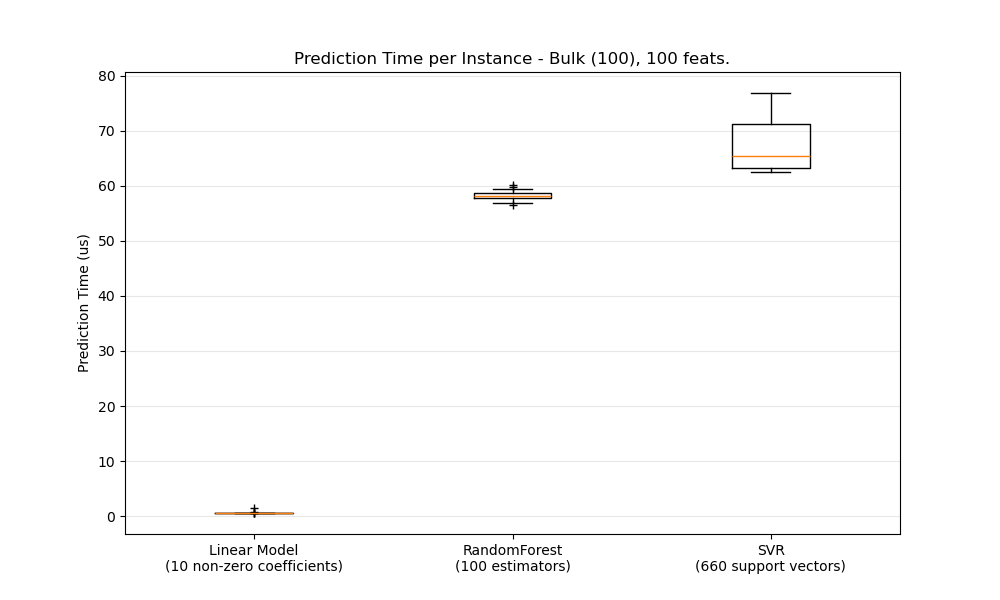 Prediction Time per Instance - Bulk (100), 100 feats.
Prediction Time (us)
80
70
60
50
40
30
20
10
0
Linear Model
(10 non-zero coefficients)
RandomForest
(100 estimators)
SVR
(660 support vectors)